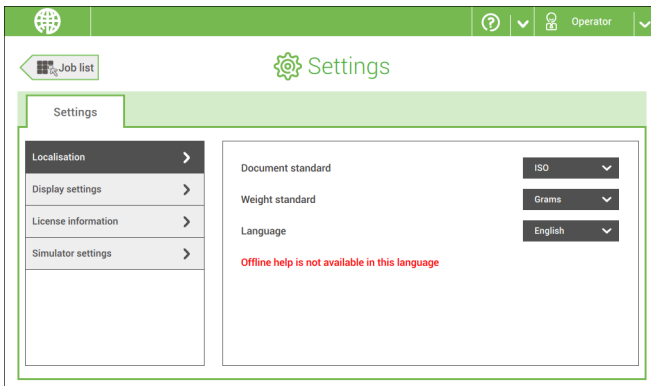 Operator
Job list
Settings
Settings
Localisation
Display settings
License information
Simulator settings
Document standard
ISO
Weight standard
Grams
Language
English
Offline help is not available in this language